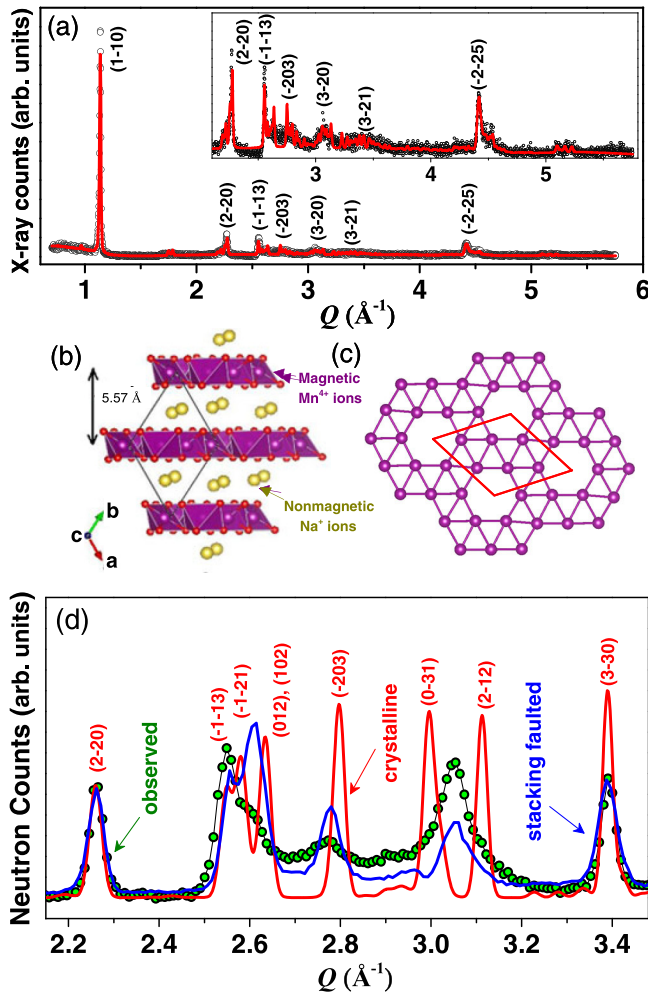 (a)
X-ray counts (arb. units)
(1-10)
(2-20)
(-1-13)
(-203)
(3-20)
(3-21)
(-2-25)
3 4 5
(2-20)
(-1-13)
(-203)
(3-20)
(3-21)
(-2-25)
1 2 3 4 5 6
Q (Å⁻¹)
(b)
(c)
5.57 Å
Magnetic
Mn⁴⁺ ions
Nonmagnetic
Na⁺ ions
b
c
a
(d)
Neutron Counts (arb. units)
(2-20)
observed
(-1-13)
(-1-21)
(012), (102)
(-203)
crystalline
(0-31)
(2-12)
stacking faulted
(3-30)
2.2 2.4 2.6 2.8 3.0 3.2 3.4
Q (Å⁻¹)